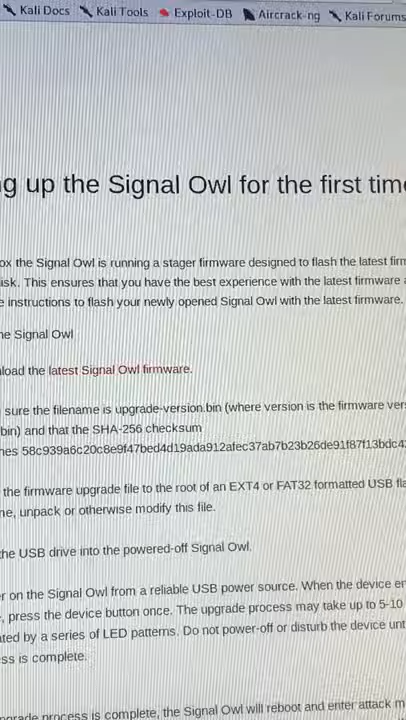 Kali Docs Kali Tools Exploit-DB Aircrack-ng Kali Forums
g up the Signal Owl for the first tim
ox the Signal Owl is running a stager firmware designed to flash the latest firm
isk. This ensures that you have the best experience with the latest firmware a
e instructions to flash your newly opened Signal Owl with the latest firmware.
he Signal Owl
load the latest Signal Owl firmware.
sure the filename is upgrade-version.bin (where version is the firmware vers
bin) and that the SHA-256 checksum
hes 58c939a6c20c8e9f47bed4d19ada912afec37ab7b23b26de91f87f13bdc4
the firmware upgrade file to the root of an EXT4 or FAT32 formatted USB fla
me, unpack or otherwise modify this file.
the USB drive into the powered-off Signal Owl.
r on the Signal Owl from a reliable USB power source. When the device en
, press the device button once. The upgrade process may take up to 5-10
ated by a series of LED patterns. Do not power-off or disturb the device unt
ss is complete.
pgrade process is complete, the Signal Owl will reboot and enter attack m